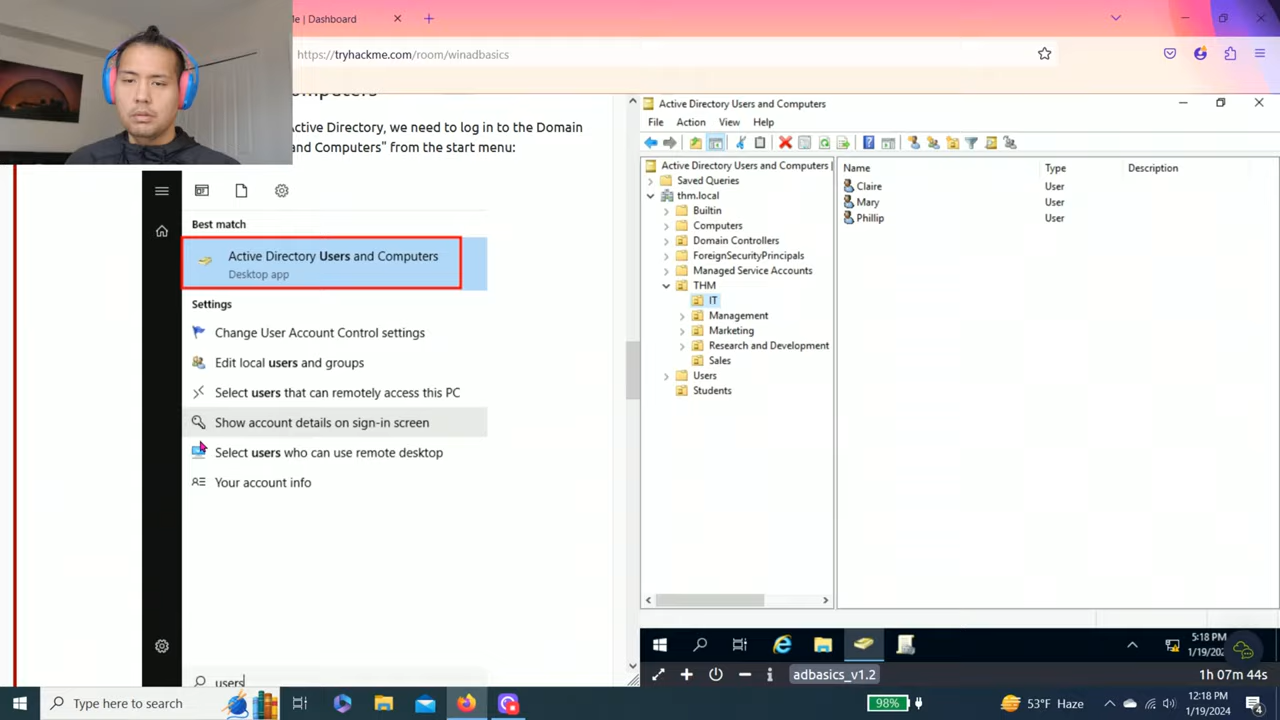 Me | Dashboard
https://tryhackme.com/room/winadbasics
Active Directory, we need to log in to the Domain
and Computers" from the start menu:
Best match
Active Directory Users and Computers
Desktop app
Settings
Change User Account Control settings
Edit local users and groups
Select users that can remotely access this PC
Show account details on sign-in screen
Select users who can use remote desktop
Your account info
users
Active Directory Users and Computers
File Action View Help
Active Directory Users and Computers
Saved Queries
thm.local
Builtin
Computers
Domain Controllers
ForeignSecurityPrincipals
Managed Service Accounts
THM
IT
Management
Marketing
Research and Development
Sales
Users
Students
Name Type Description
Claire User
Mary User
Phillip User
5:18 PM
1/19/202
adbasics_v1.2
1h 07m 44s
Type here to search
98%
53°F Haze
12:18 PM
1/19/2024
4